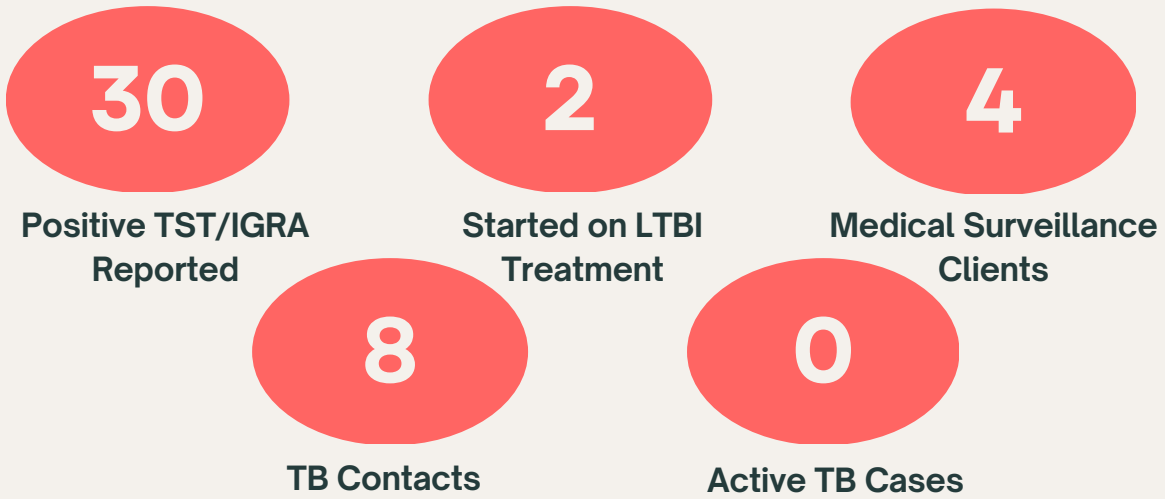 30
Positive TST/IGRA
Reported
2
Started on LTBI
Treatment
4
Medical Surveillance
Clients
8
TB Contacts
0
Active TB Cases